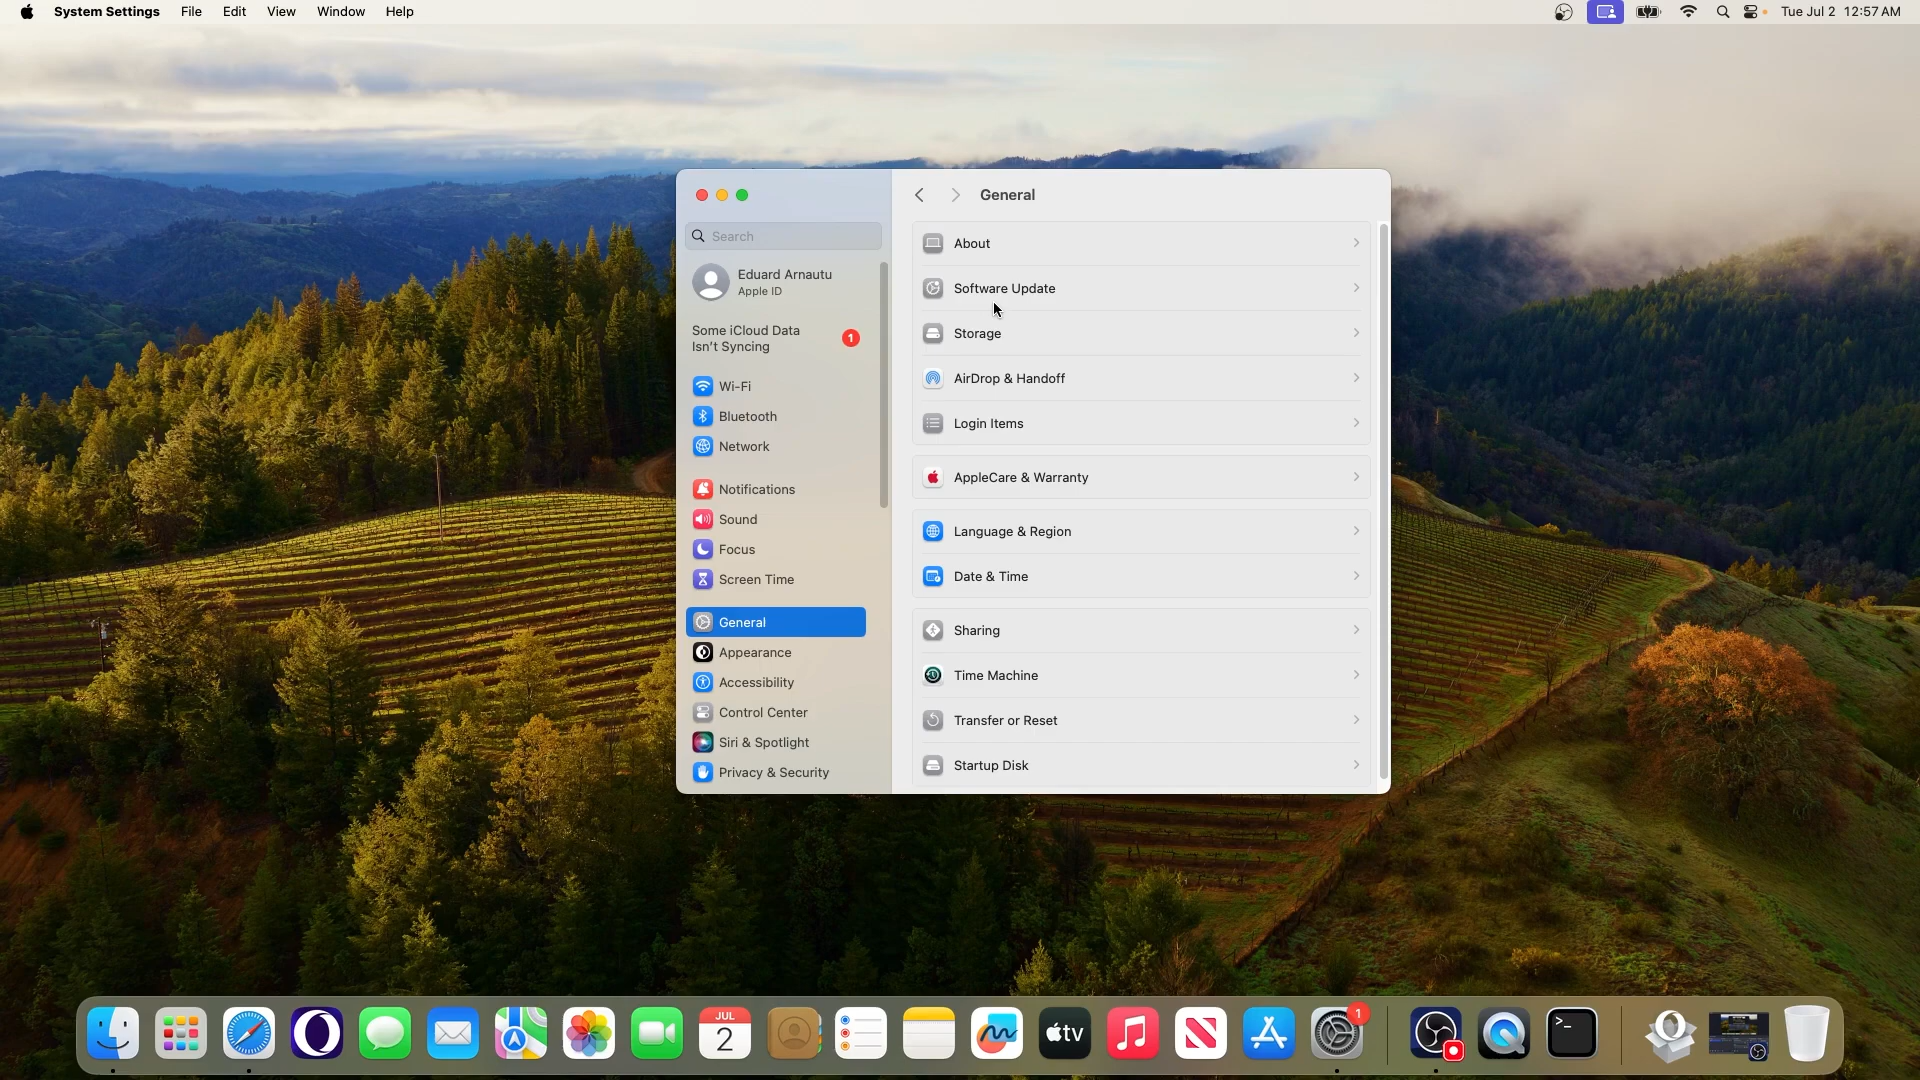 System Settings File Edit View Window Help
Tue Jul 2 12:57 AM
General
Search
Eduard Arnautu
Apple ID
Some iCloud Data
Isn't Syncing
1
Wi-Fi
Bluetooth
Network
Notifications
Sound
Focus
Screen Time
General
Appearance
Accessibility
Control Center
Siri & Spotlight
Privacy & Security
About
Software Update
Storage
AirDrop & Handoff
Login Items
AppleCare & Warranty
Language & Region
Date & Time
Sharing
Time Machine
Transfer or Reset
Startup Disk
JUL
2
tv
1
>_